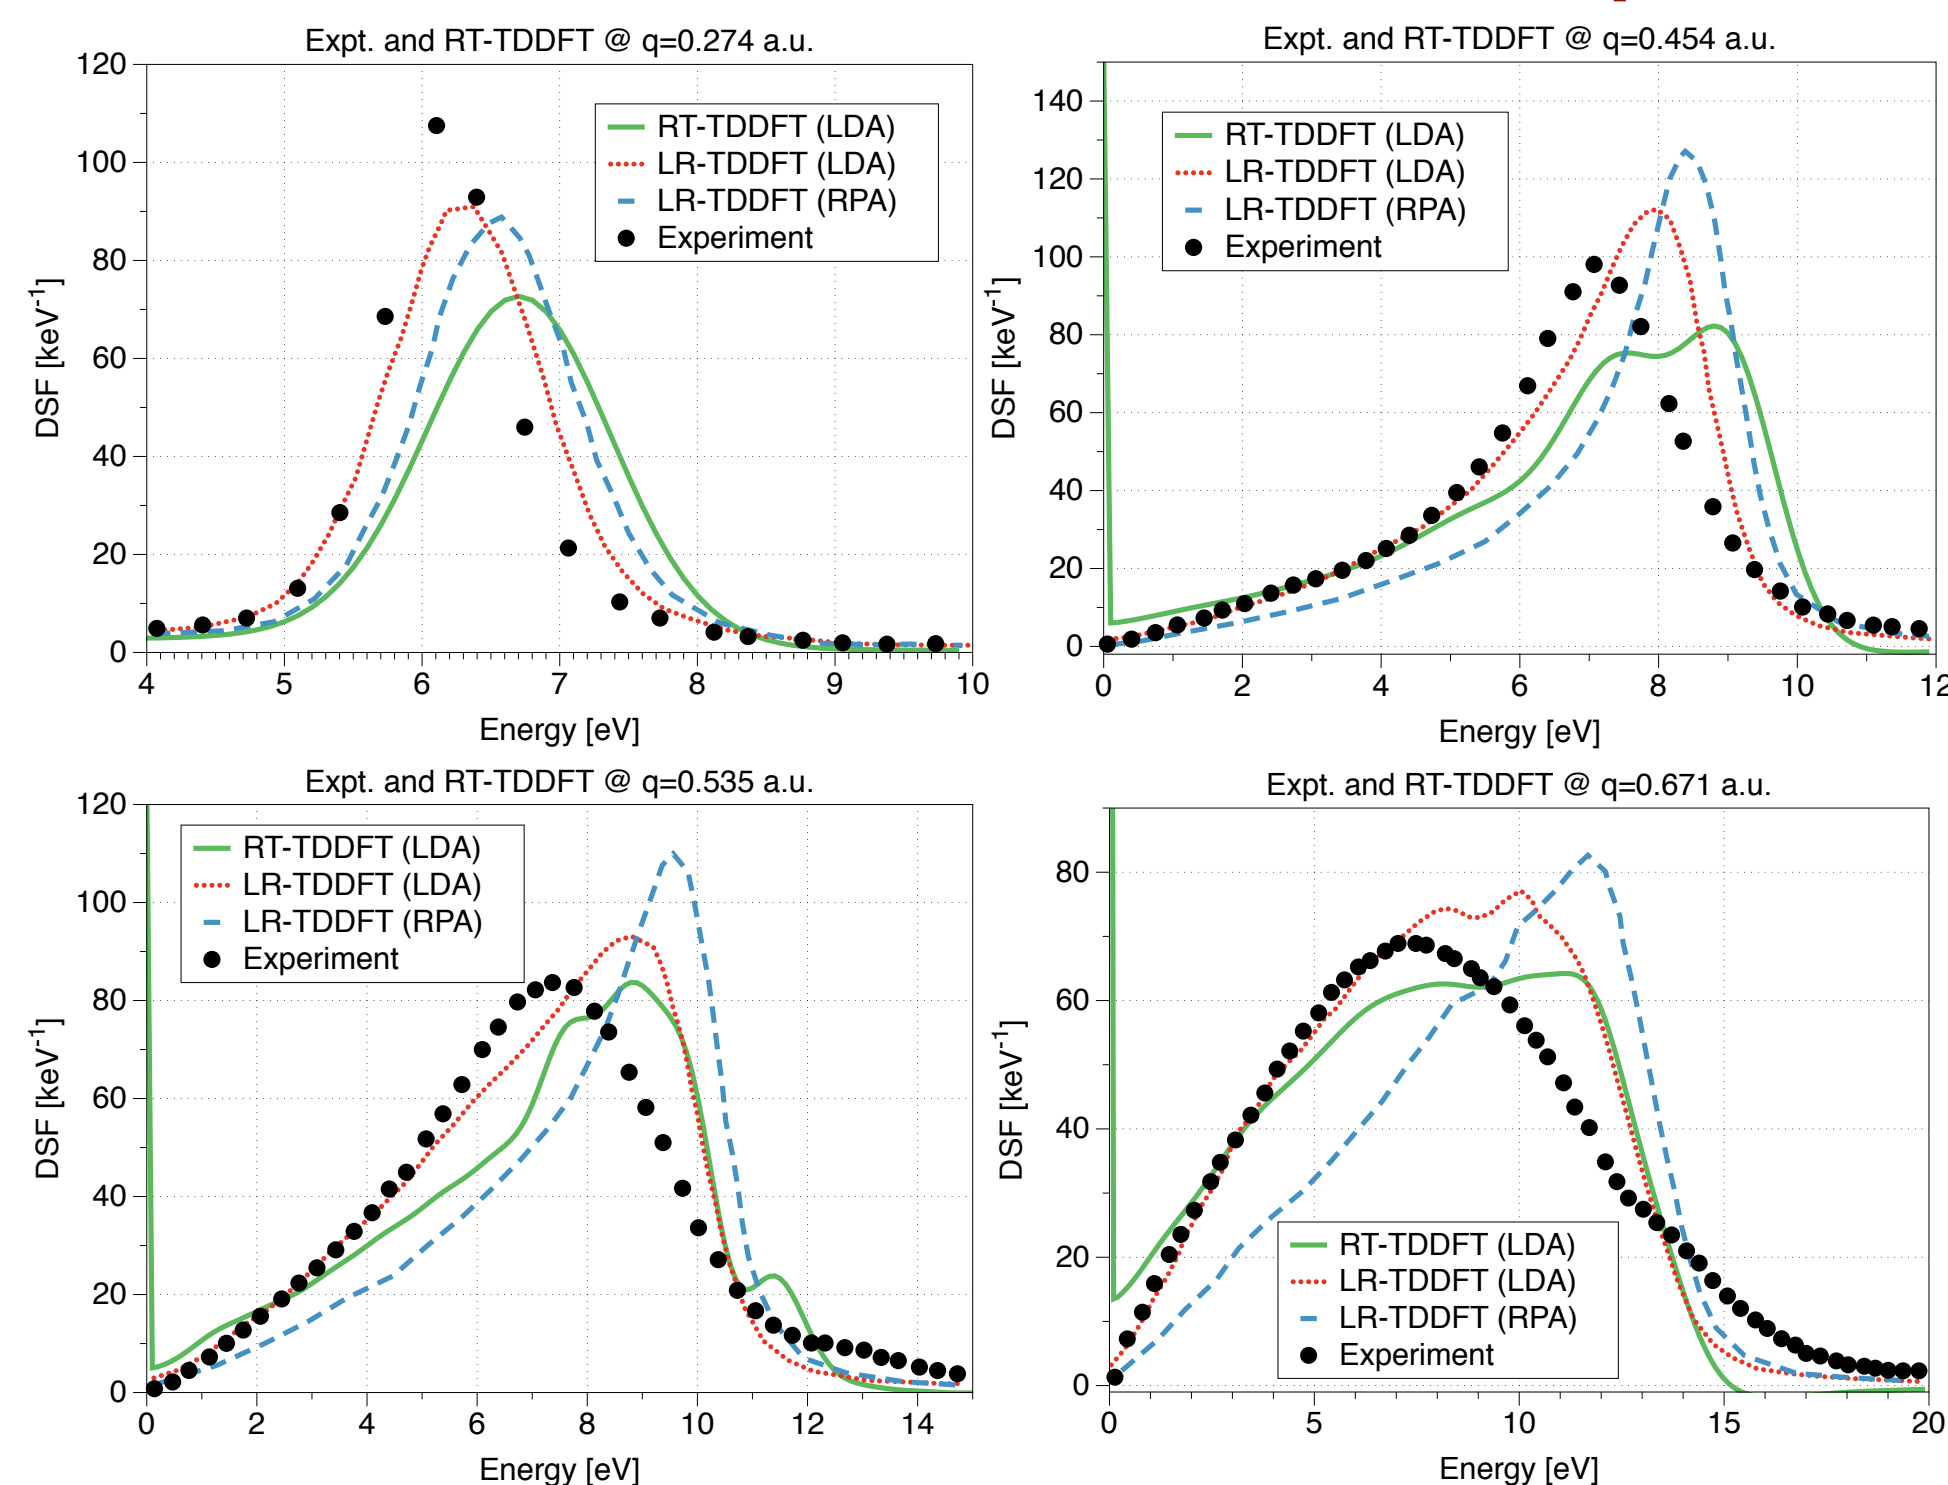 Expt. and RT-TDDFT @ q=0.274 a.u.
120
100
80
60
40
20
0
DSF [keV-1]
RT-TDDFT (LDA)
LR-TDDFT (LDA)
LR-TDDFT (RPA)
Experiment
4 5 6 7 8 9 10
Energy [eV]
Expt. and RT-TDDFT @ q=0.454 a.u.
140
120
100
80
60
40
20
0
DSF [keV-1]
RT-TDDFT (LDA)
LR-TDDFT (LDA)
LR-TDDFT (RPA)
Experiment
0 2 4 6 8 10 12
Energy [eV]
Expt. and RT-TDDFT @ q=0.535 a.u.
120
100
80
60
40
20
0
DSF [keV-1]
RT-TDDFT (LDA)
LR-TDDFT (LDA)
LR-TDDFT (RPA)
Experiment
0 2 4 6 8 10 12 14
Energy [eV]
Expt. and RT-TDDFT @ q=0.671 a.u.
80
60
40
20
0
DSF [keV-1]
RT-TDDFT (LDA)
LR-TDDFT (LDA)
LR-TDDFT (RPA)
Experiment
0 5 10 15 20
Energy [eV]